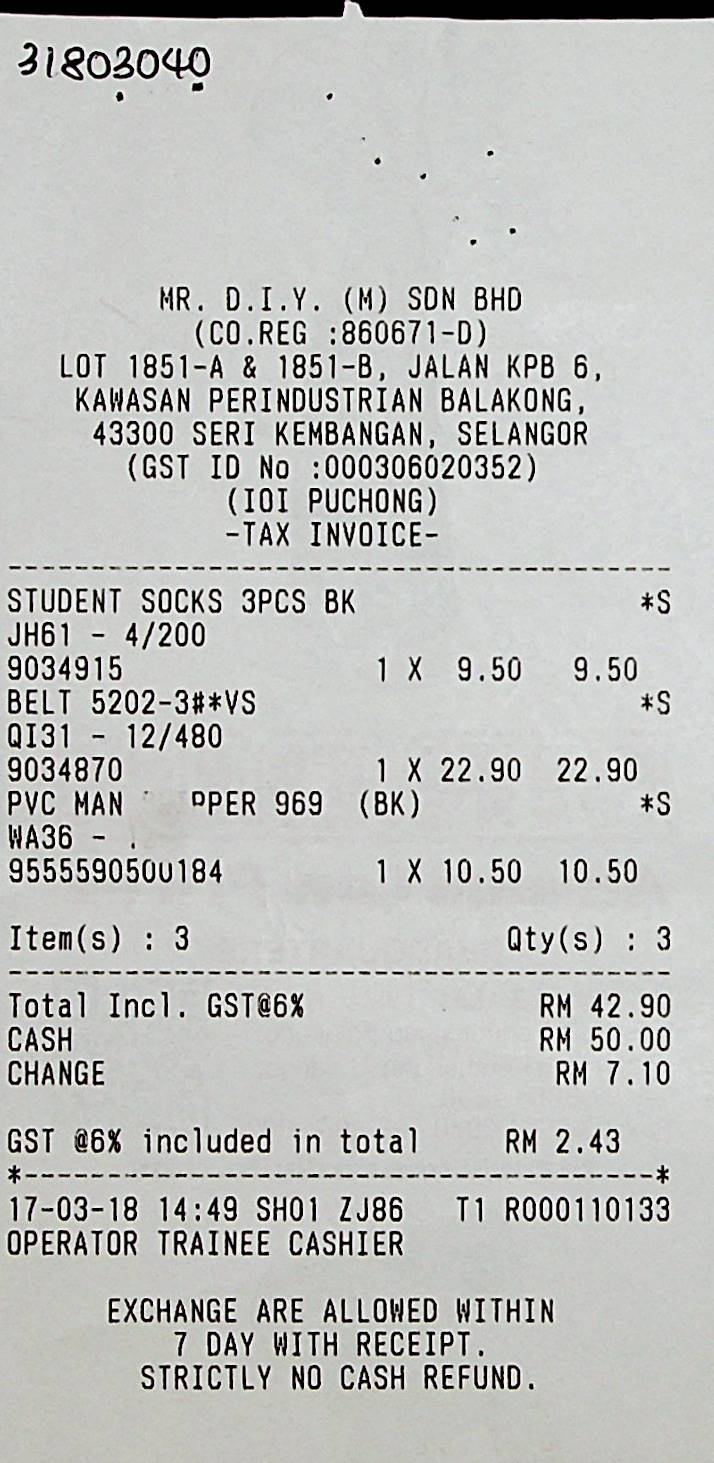 31803040
MR. D.I.Y. (M) SDN BHD
(CO.REG :860671-D)
LOT 1851-A & 1851-B, JALAN KPB 6,
KAWASAN PERINDUSTRIAN BALAKONG,
43300 SERI KEMBANGAN, SELANGOR
(GST ID No :000306020352)
(IOI PUCHONG)
-TAX INVOICE-
STUDENT SOCKS 3PCS BK *S
JH61 - 4/200
9034915 1 X 9.50 9.50
BELT 5202-3#*VS *S
QI31 - 12/480
9034870 1 X 22.90 22.90
PVC MAN 969 (BK) *S
WA36 -
9555590500184 1 X 10.50 10.50
Item(s) : 3 Qty(s) : 3
Total Incl. GST@6% RM 42.90
CASH RM 50.00
CHANGE RM 7.10
GST @6% included in total RM 2.43
*--------------------------------------*
17-03-18 14:49 SH01 ZJ86 T1 R000110133
OPERATOR TRAINEE CASHIER
EXCHANGE ARE ALLOWED WITHIN
7 DAY WITH RECEIPT.
STRICTLY NO CASH REFUND.